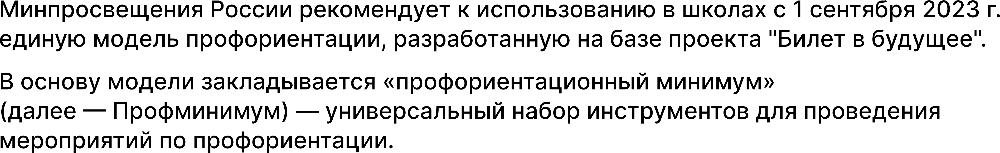 Минпросвещения России рекомендует к использованию в школах с 1 сентября 2023 г.
единую модель профориентации, разработанную на базе проекта "Билет в будущее".
В основу модели закладывается «профориентационный минимум»
(далее — Профминимум) — универсальный набор инструментов для проведения
мероприятий по профориентации.